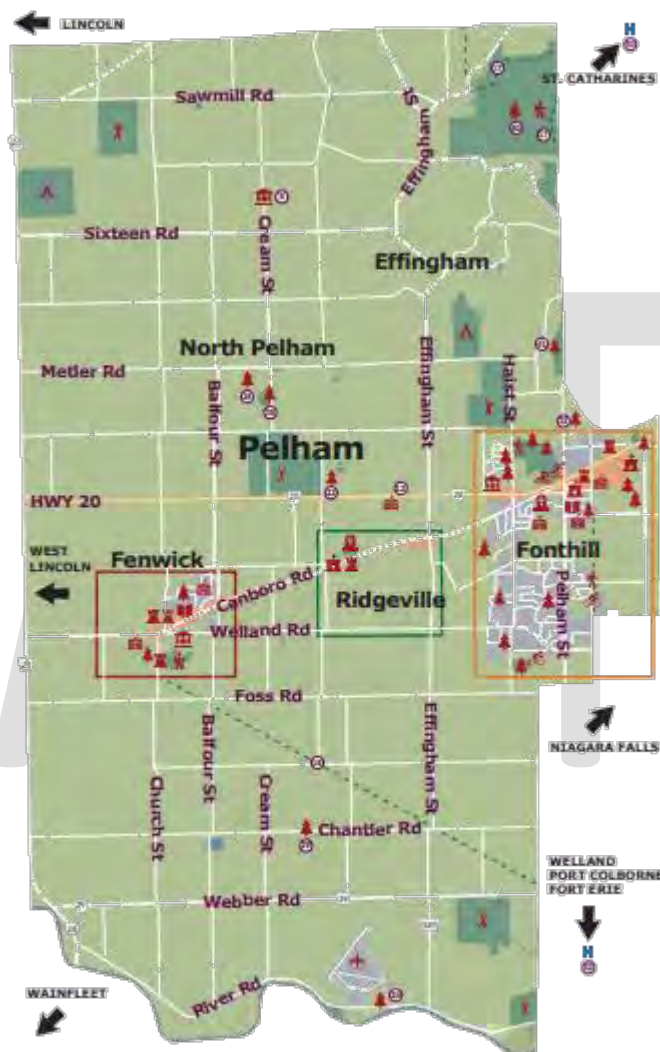 LINCOLN
H
ST. CATHARINES
Sawmill Rd
Effingham St
Sixteen Rd
Cream St
Effingham
North Pelham
Metler Rd
Balfour St
Effingham St
Haist St
Pelham
HWY 20
20
20
WEST
LINCOLN
Fenwick
Canboro Rd
Ridgeville
Fonthill
Pelham St
Welland Rd
Foss Rd
Balfour St
Effingham St
NIAGARA FALLS
Church St
Cream St
Chantler Rd
WELLAND
PORT COLBORNE
FORT ERIE
Webber Rd
H
River Rd
WAINFLEET